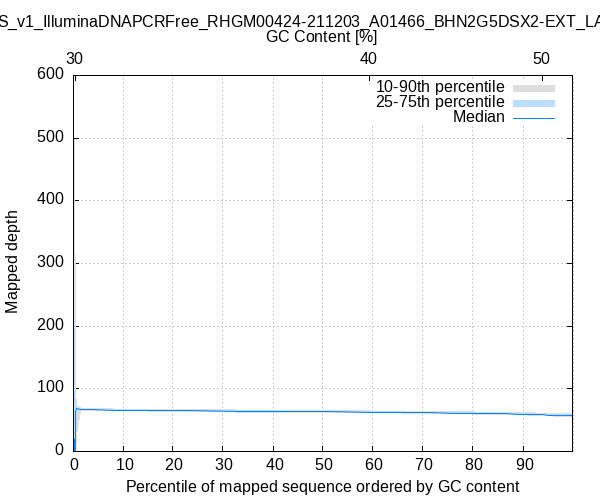 S_v1_IlluminaDNAPCRFree_RHGM00424-211203_A01466_BHN2G5DSX2-EXT_LA
GC Content [%]
30 40 50
600
500
400
300
200
100
0
Mapped depth
10-90th percentile
25-75th percentile
Median
0 10 20 30 40 50 60 70 80 90
Percentile of mapped sequence ordered by GC content